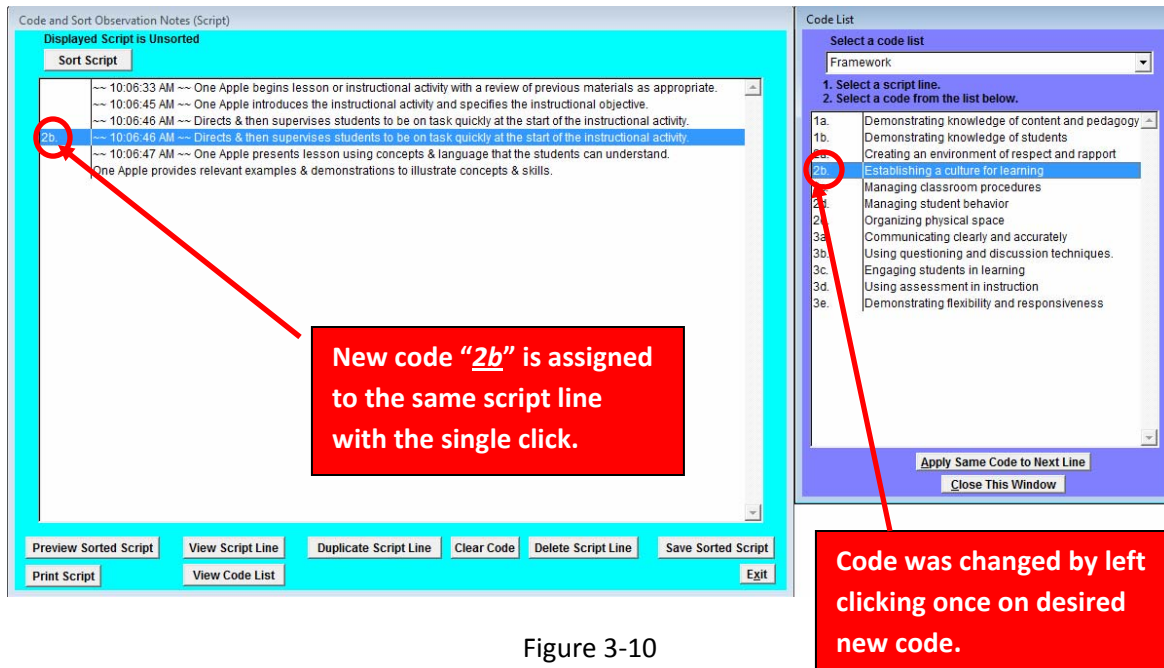 Code and Sort Observation Notes (Script)
Displayed Script is Unsorted
Sort Script
~~ 10:06:33 AM ~~ One Apple begins lesson or instructional activity with a review of previous materials as appropriate.
~~ 10:06:45 AM ~~ One Apple introduces the instructional activity and specifies the instructional objective.
~~ 10:06:46 AM ~~ Directs & then supervises students to be on task quickly at the start of the instructional activity.
2b. ~~ 10:06:46 AM ~~ Directs & then supervises students to be on task quickly at the start of the instructional activity.
~~ 10:06:47 AM ~~ One Apple presents lesson using concepts & language that the students can understand.
One Apple provides relevant examples & demonstrations to illustrate concepts & skills.
New code “2b” is assigned
to the same script line
with the single click.
Preview Sorted Script View Script Line Duplicate Script Line Clear Code Delete Script Line Save Sorted Script
Print Script View Code List Exit
Code List
Select a code list
Framework
1. Select a script line.
2. Select a code from the list below.
1a. Demonstrating knowledge of content and pedagogy
1b. Demonstrating knowledge of students
2a. Creating an environment of respect and rapport
2b. Establishing a culture for learning
Managing classroom procedures
2d. Managing student behavior
2e. Organizing physical space
3a. Communicating clearly and accurately
3b. Using questioning and discussion techniques.
3c. Engaging students in learning
3d. Using assessment in instruction
3e. Demonstrating flexibility and responsiveness
Apply Same Code to Next Line
Close This Window
Code was changed by left
clicking once on desired
new code.
Figure 3-10